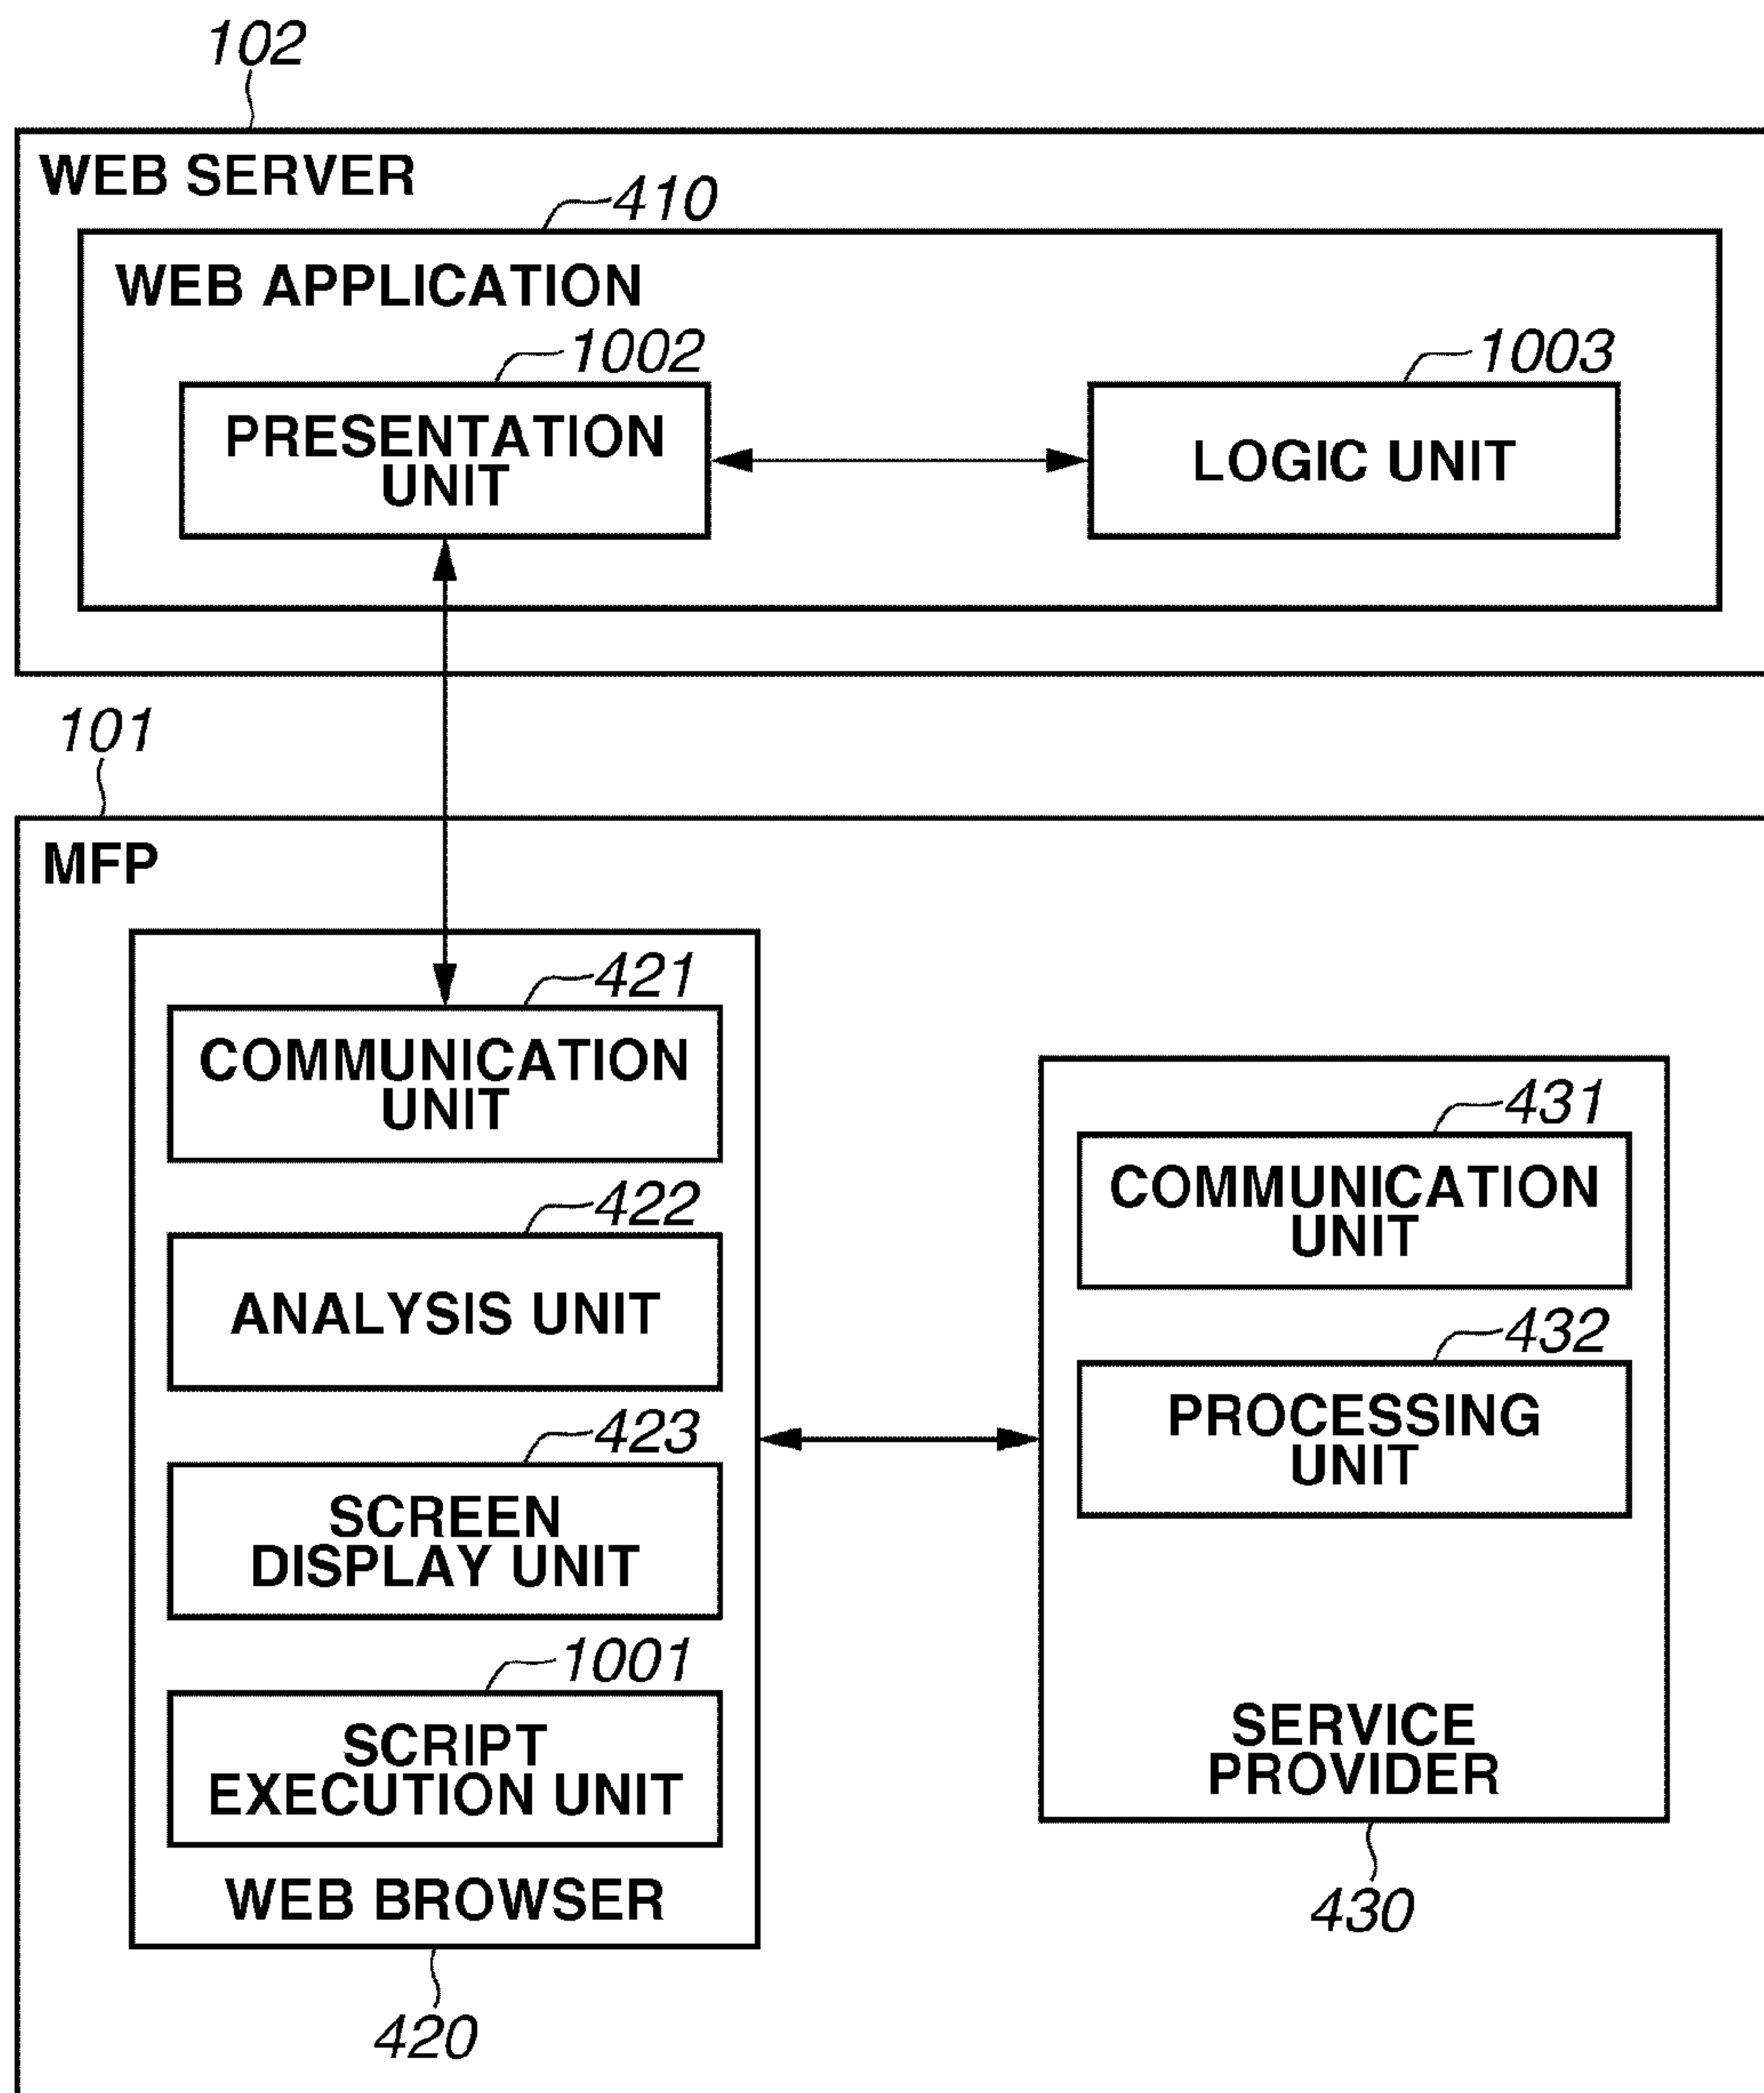 102
WEB SERVER
410
WEB APPLICATION
1002
1003
PRESENTATION
UNIT
LOGIC UNIT
101
MFP
421
COMMUNICATION
UNIT
422
ANALYSIS UNIT
423
SCREEN
DISPLAY UNIT
1001
SCRIPT
EXECUTION UNIT
WEB BROWSER
420
431
COMMUNICATION
UNIT
432
PROCESSING
UNIT
SERVICE
PROVIDER
430